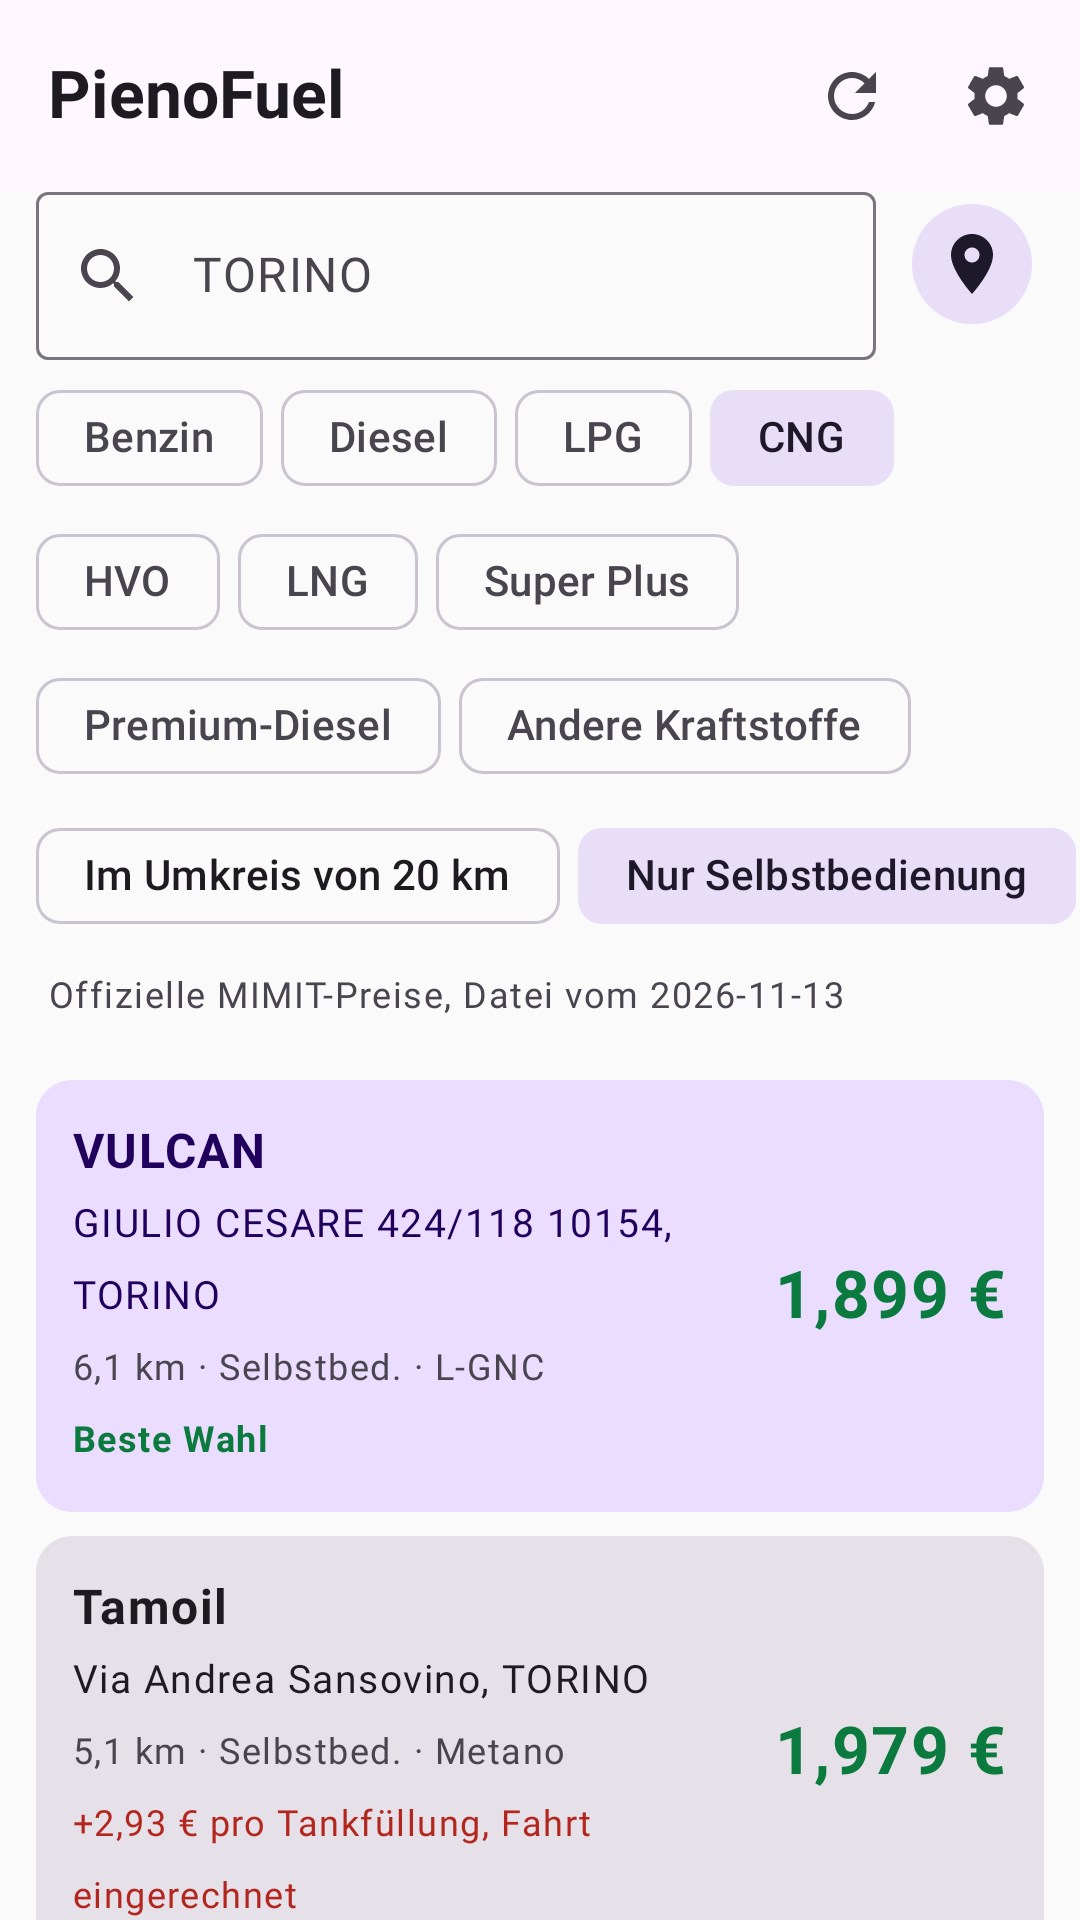 PienoFuel
TORINO
Benzin
Diesel
LPG
CNG
HVO
LNG
Super Plus
Premium-Diesel
Andere Kraftstoffe
Im Umkreis von 20 km
Nur Selbstbedienung
Offizielle MIMIT-Preise, Datei vom 2026-11-13
VULCAN
GIULIO CESARE 424/118 10154,
TORINO
1,899 €
6,1 km · Selbstbed. · L-GNC
Beste Wahl
Tamoil
Via Andrea Sansovino, TORINO
5,1 km · Selbstbed. · Metano
1,979 €
+2,93 € pro Tankfüllung, Fahrt
eingerechnet